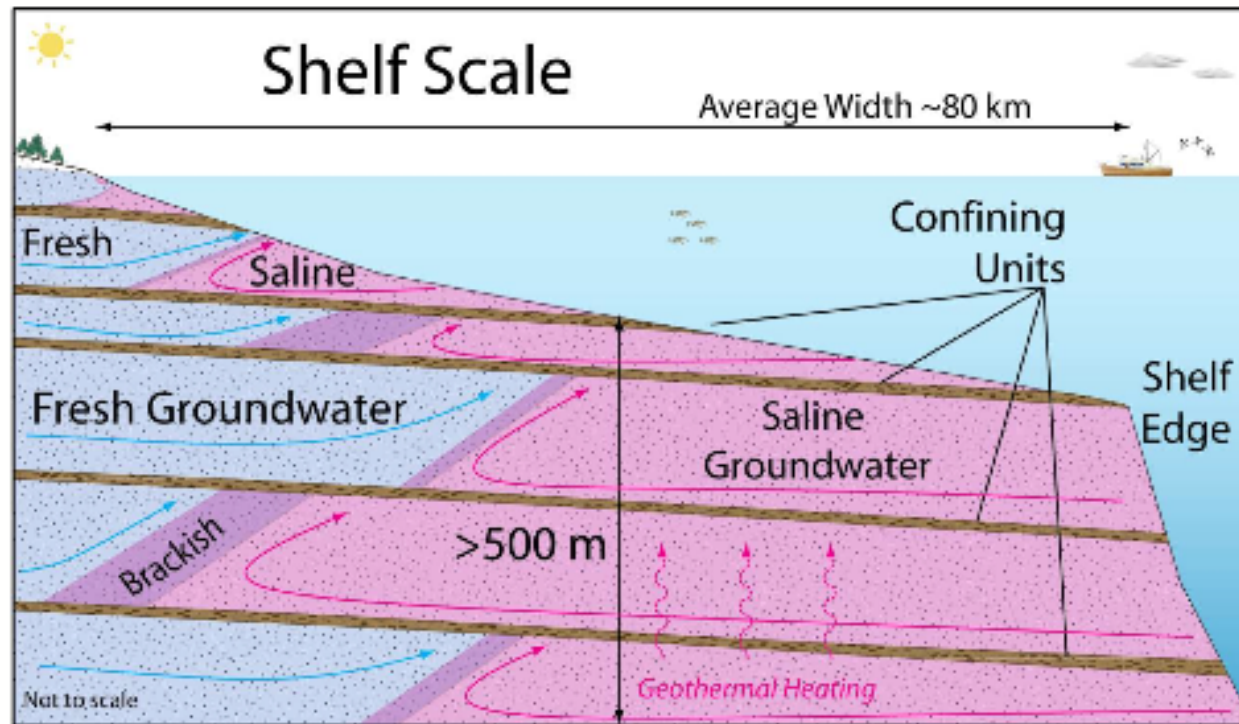 Shelf Scale
Average Width ~80 km
Confining
Units
Fresh
Saline
Shelf
Edge
Fresh Groundwater
Saline
Groundwater
Brackish
>500 m
Geothermal Heating
Not to scale